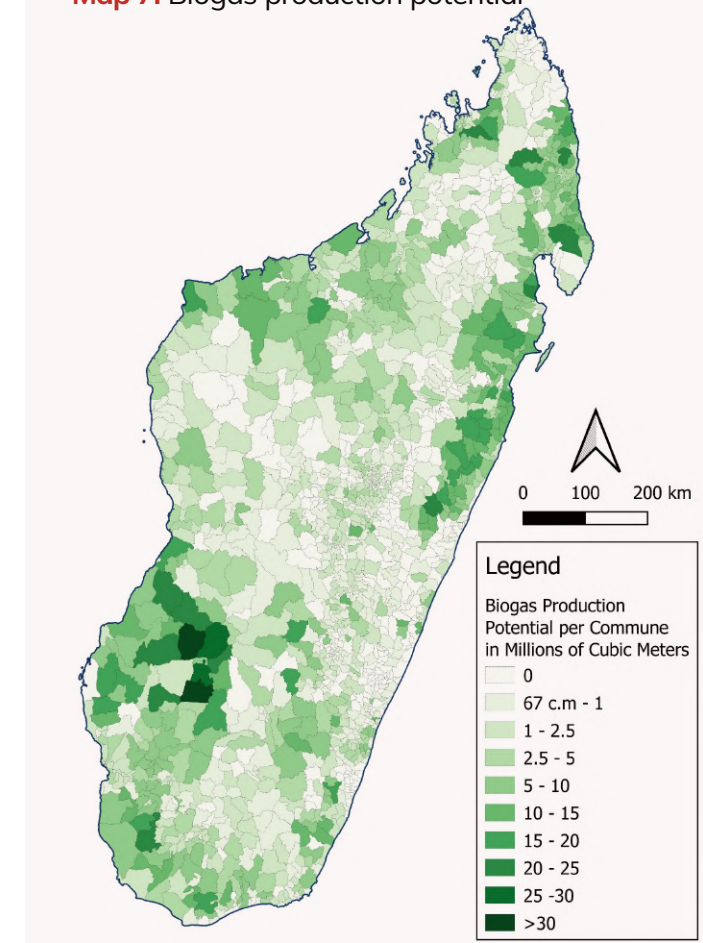 Map 7: Biogas production potential
0 100 200 km
Legend
Biogas Production
Potential per Commune
in Millions of Cubic Meters
0
67 c.m - 1
1 - 2.5
2.5 - 5
5 - 10
10 - 15
15 - 20
20 - 25
25 -30
>30